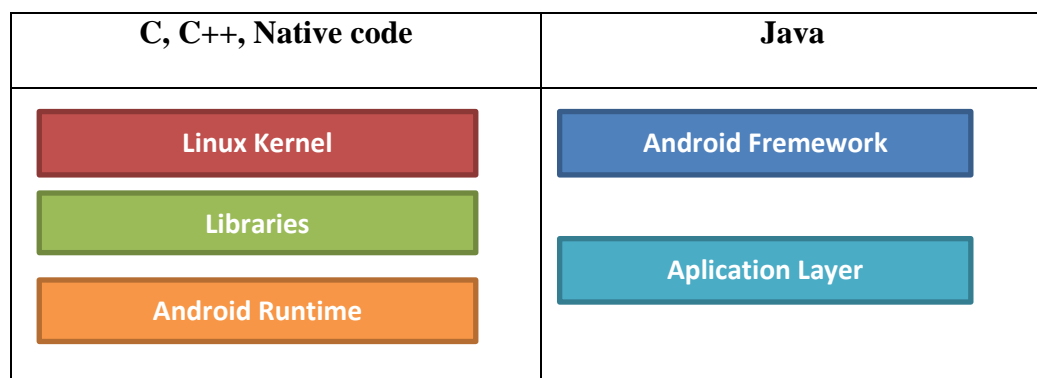 C, C++, Native code
Java
Linux Kernel
Libraries
Android Runtime
Android Fremework
Aplication Layer